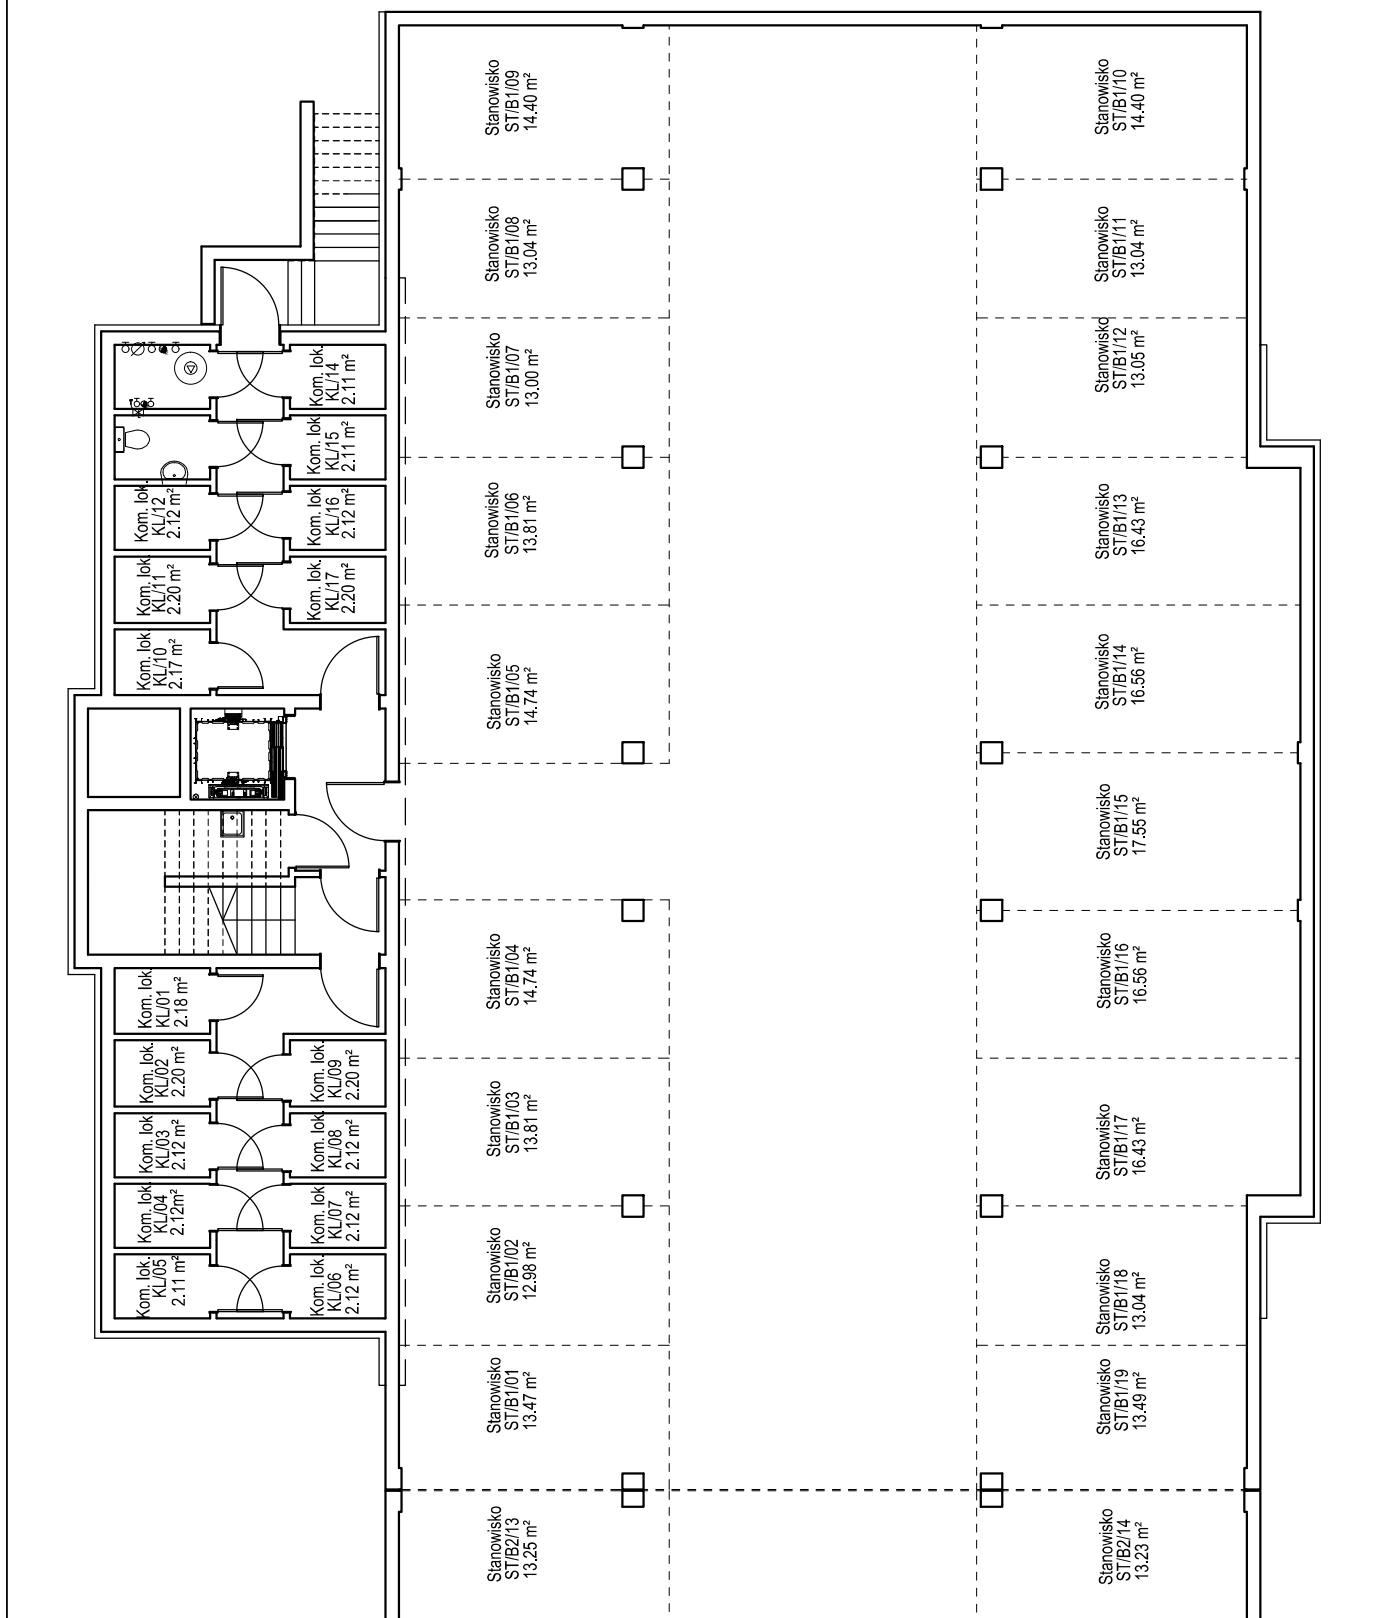 Stanowisko
ST/B1/09
14.40 m²
Stanowisko
ST/B1/10
14.40 m²
Stanowisko
ST/B1/08
13.04 m²
Stanowisko
ST/B1/11
13.04 m²
Stanowisko
ST/B1/07
13.00 m²
Stanowisko
ST/B1/12
13.05 m²
Kom. lok.
KL/14
2.11 m²
Kom. lok.
KL/15
2.11 m²
Kom. lok.
KL/12
2.12 m²
Kom. lok.
KL/16
2.12 m²
Stanowisko
ST/B1/06
13.81 m²
Stanowisko
ST/B1/13
16.43 m²
Kom. lok.
KL/11
2.20 m²
Kom. lok.
KL/17
2.20 m²
Kom. lok.
KL/10
2.17 m²
Stanowisko
ST/B1/05
14.74 m²
Stanowisko
ST/B1/14
16.56 m²
Stanowisko
ST/B1/15
17.55 m²
Kom. lok.
KL/01
2.18 m²
Stanowisko
ST/B1/04
14.74 m²
Stanowisko
ST/B1/16
16.56 m²
Kom. lok.
KL/02
2.20 m²
Kom. lok.
KL/09
2.20 m²
Kom. lok.
KL/03
2.12 m²
Kom. lok.
KL/08
2.12 m²
Stanowisko
ST/B1/03
13.81 m²
Stanowisko
ST/B1/17
16.43 m²
Kom. lok.
KL/04
2.12m²
Kom. lok.
KL/07
2.12 m²
Kom. lok.
KL/05
2.11 m²
Kom. lok.
KL/06
2.12 m²
Stanowisko
ST/B1/02
12.98 m²
Stanowisko
ST/B1/18
13.04 m²
Stanowisko
ST/B1/01
13.47 m²
Stanowisko
ST/B1/19
13.49 m²
Stanowisko
ST/B2/13
13.25 m²
Stanowisko
ST/B2/14
13.23 m²